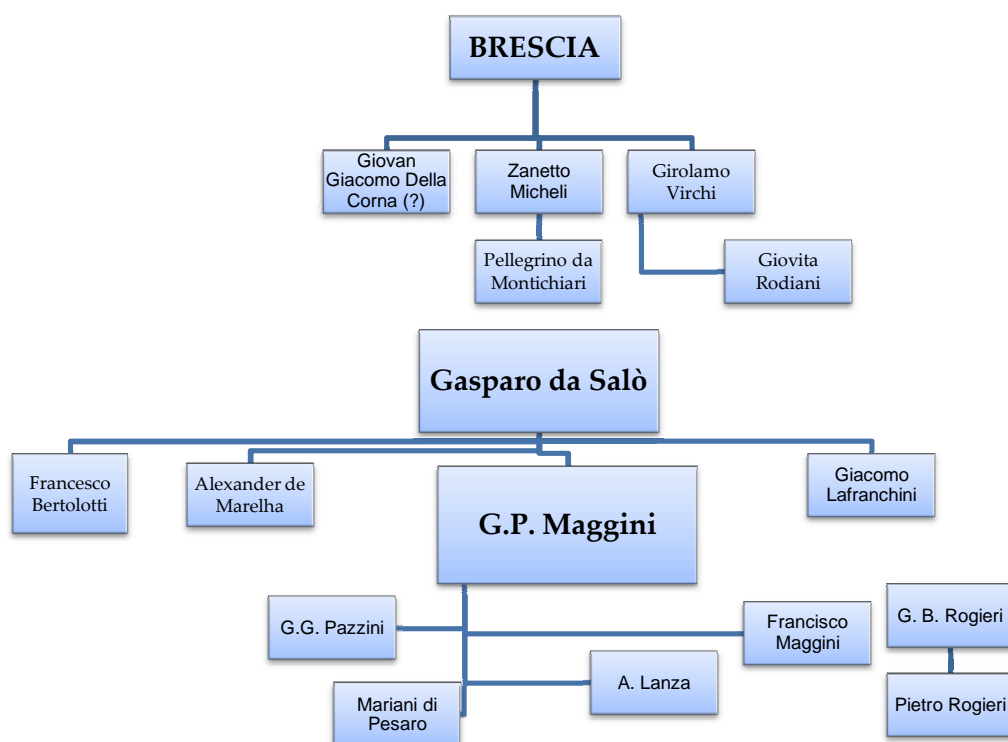 BRESCIA
Giovan
Giacomo Della
Corna (?)
Zanetto
Micheli
Girolamo
Virchi
Pellegrino da
Montichiari
Giovita
Rodiani
Gasparo da Salò
Francesco
Bertolotti
Alexander de
Marelha
G.P. Maggini
Giacomo
Lafranchini
G.G. Pazzini
Francisco
Maggini
G. B. Rogieri
Mariani di
Pesaro
A. Lanza
Pietro Rogieri